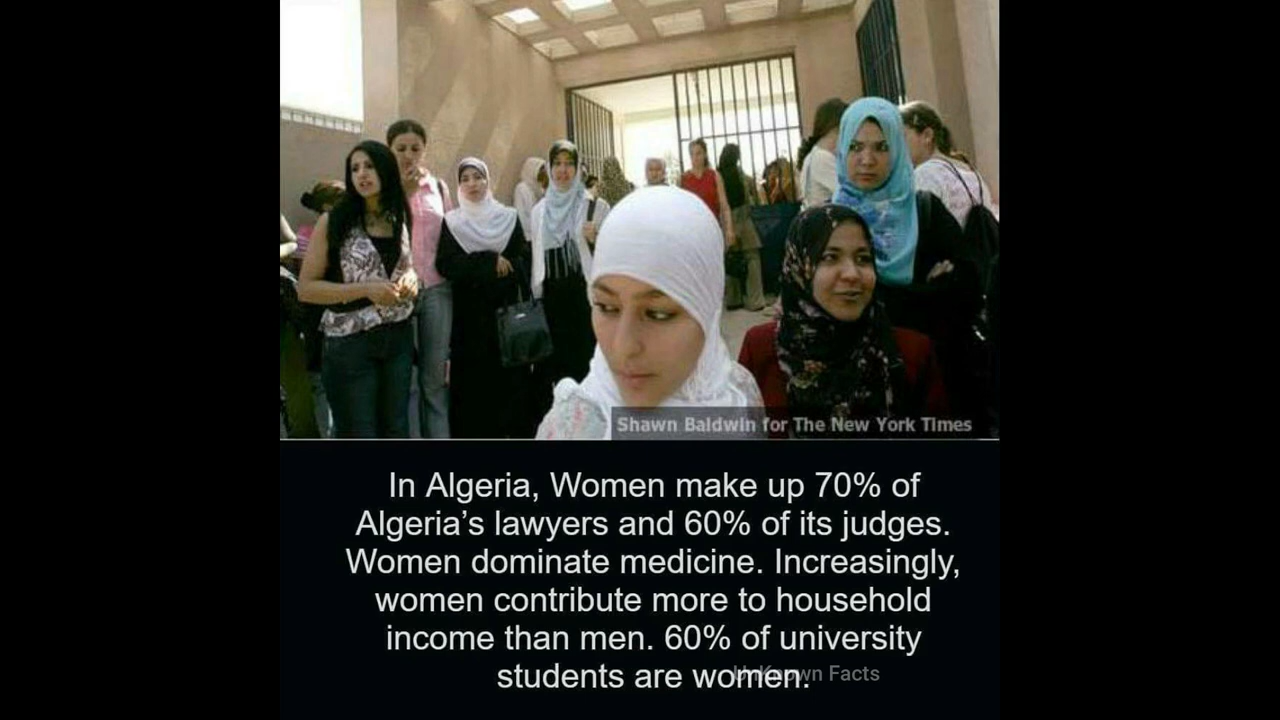 Shawn Baldwin for The New York Times
In Algeria, Women make up 70% of
Algeria’s lawyers and 60% of its judges.
Women dominate medicine. Increasingly,
women contribute more to household
income than men. 60% of university
students are women.
UnKnown Facts